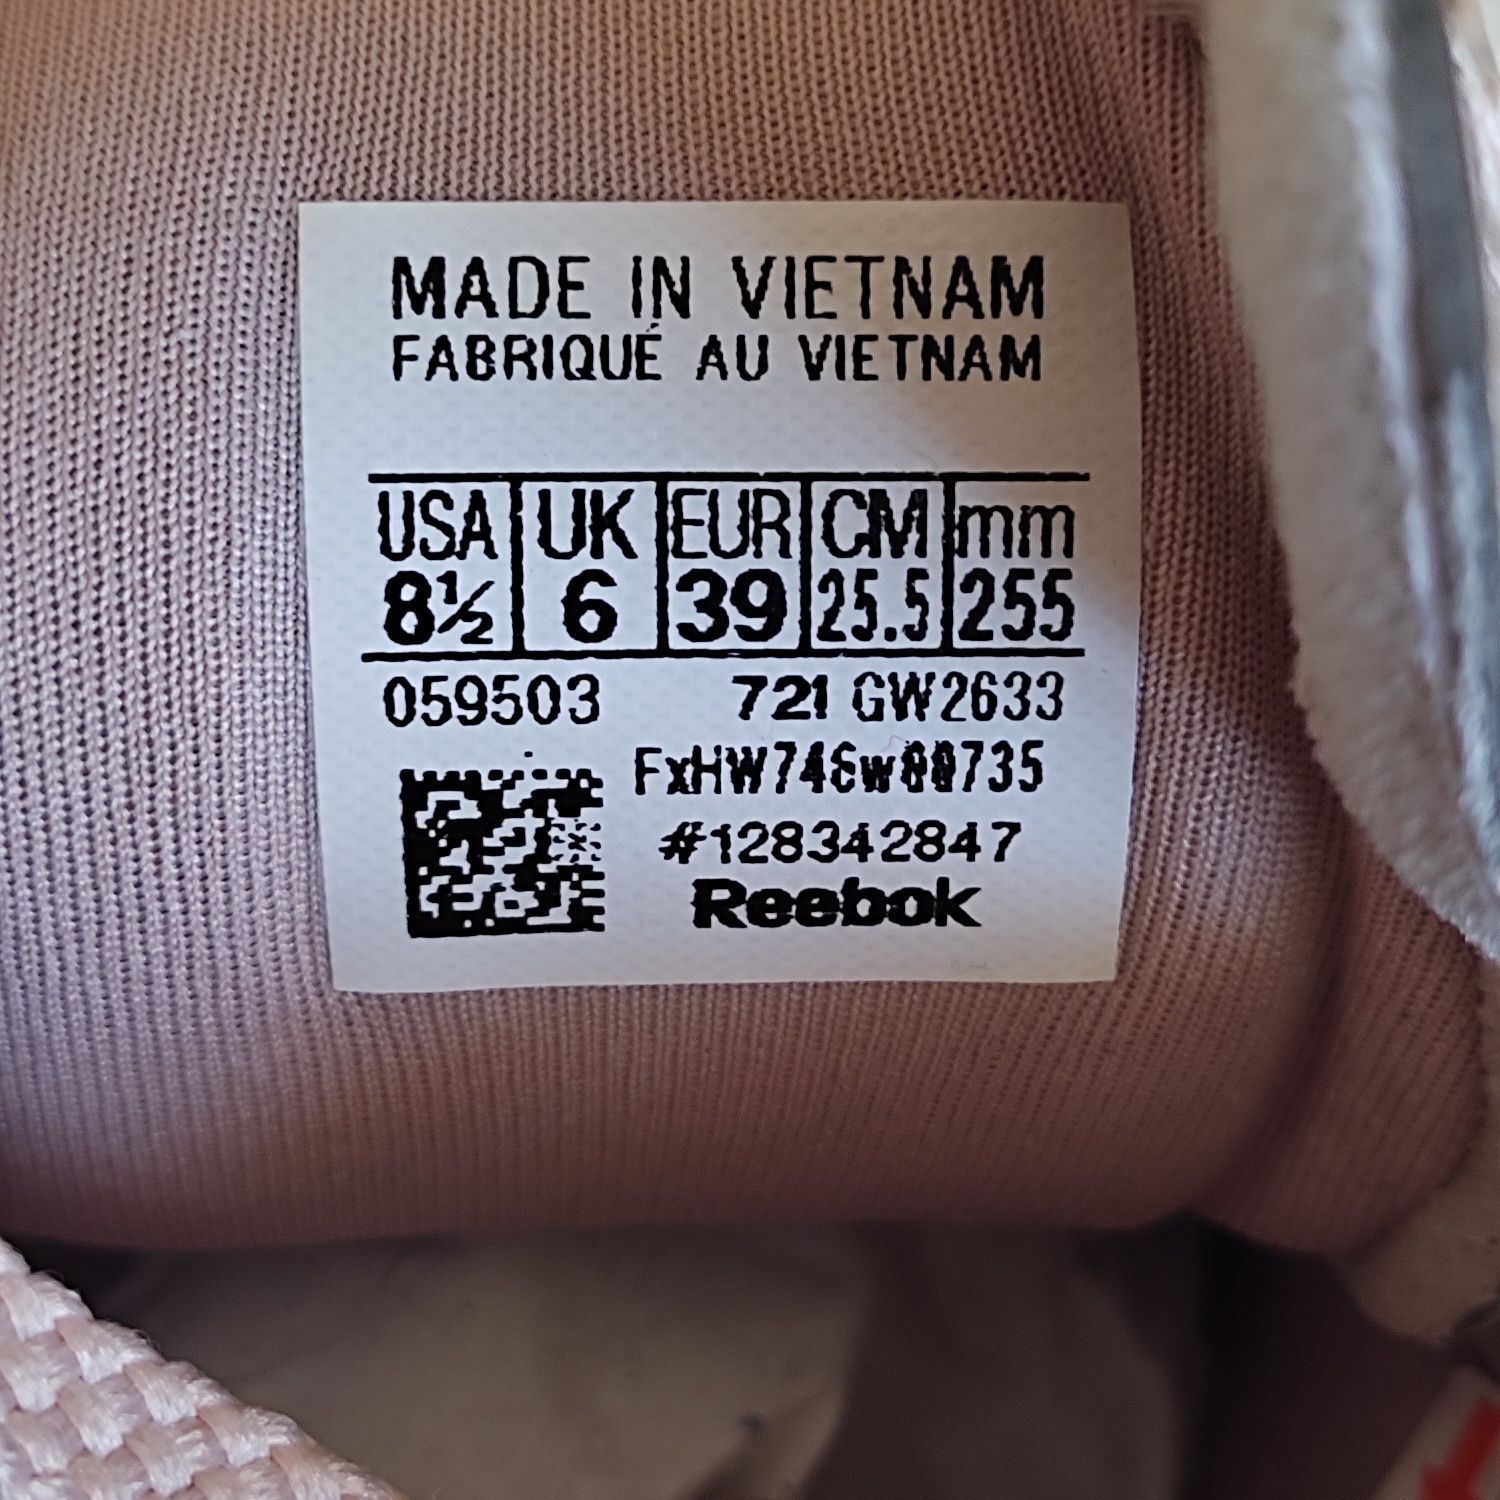 MADE IN VIETNAM
FABRIQUÉ AU VIETNAM
USA UK EUR CM mm
8½ 6 39 25.5 255
059503 721 GW2633
#128342847
Reebok